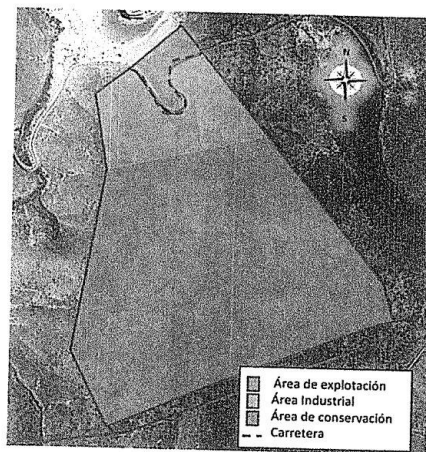 N
S
Área de explotación
Área Industrial
Área de conservación
Carretera